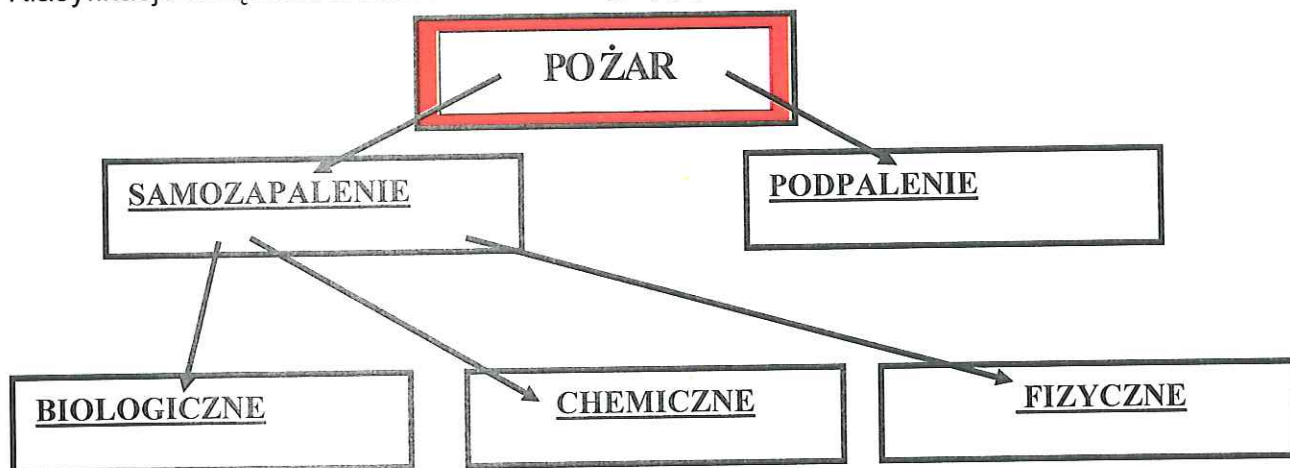 POŻAR
SAMOZAPALENIE
PODPALENIE
BIOLOGICZNE
CHEMICZNE
FIZYCZNE